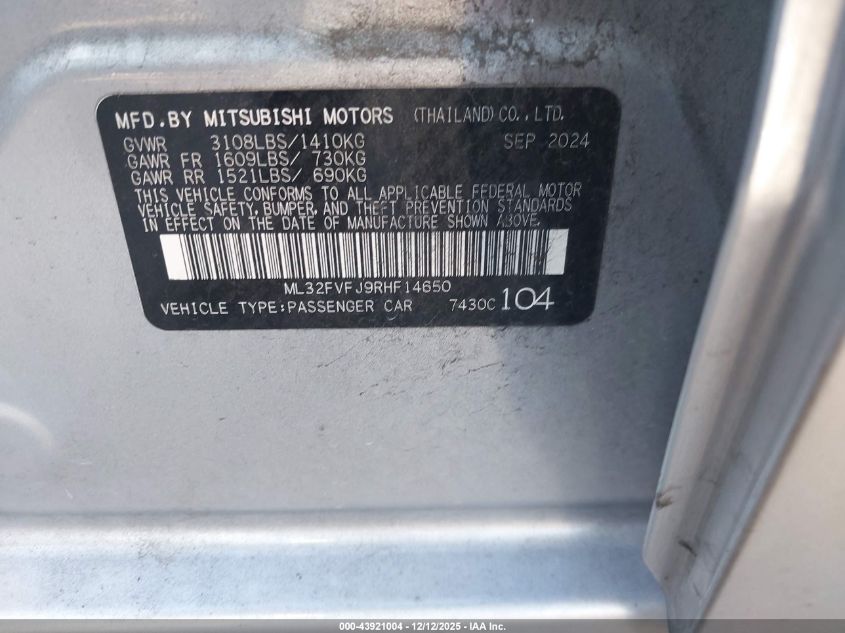 MFD.BY MITSUBISHI MOTORS (THAILAND) CO., LTD.
GVWR 3108LBS/1410KG SEP 2024
GAWR FR 1609LBS/ 730KG
GAWR RR 1521LBS/ 690KG
THIS VEHICLE CONFORMS TO ALL APPLICABLE FEDERAL MOTOR
VEHICLE SAFETY, BUMPER, AND THEFT PREVENTION STANDARDS
IN EFFECT ON THE DATE OF MANUFACTURE SHOWN ABOVE.
ML32FVFJ9RHF14650
VEHICLE TYPE:PASSENGER CAR 7430C 104
000-43921004 - 12/12/2025 - IAA Inc.